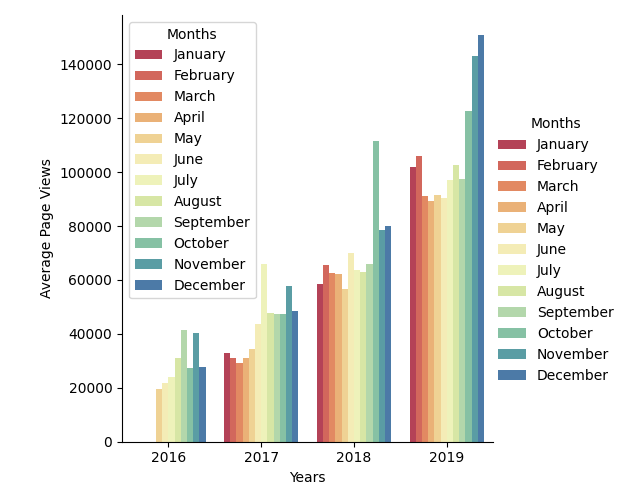 Months
January
February
March
April
May
June
July
August
September
October
November
December
Months
January
February
March
April
May
June
July
August
September
October
November
December
Average Page Views
140000
120000
100000
80000
60000
40000
20000
0
2016 2017 2018 2019
Years